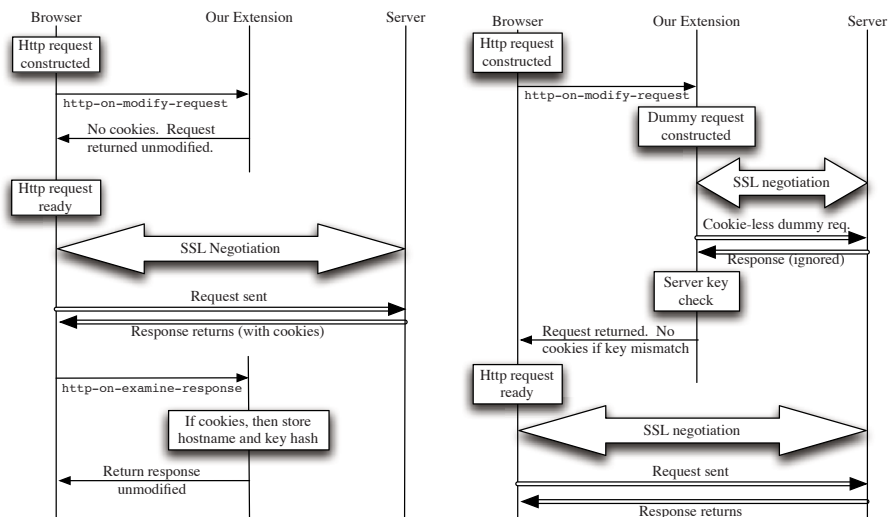 Browser
Our Extension
Server
Http request
constructed
http-on-modify-request
No cookies. Request
returned unmodified.
Http request
ready
SSL Negotiation
Request sent
Response returns (with cookies)
http-on-examine-response
If cookies, then store
hostname and key hash
Return response
unmodified
Browser
Our Extension
Server
Http request
constructed
http-on-modify-request
Dummy request
constructed
SSL negotiation
Cookie-less dummy req.
Response (ignored)
Server key
check
Request returned. No
cookies if key mismatch
Http request
ready
SSL negotiation
Request sent
Response returns